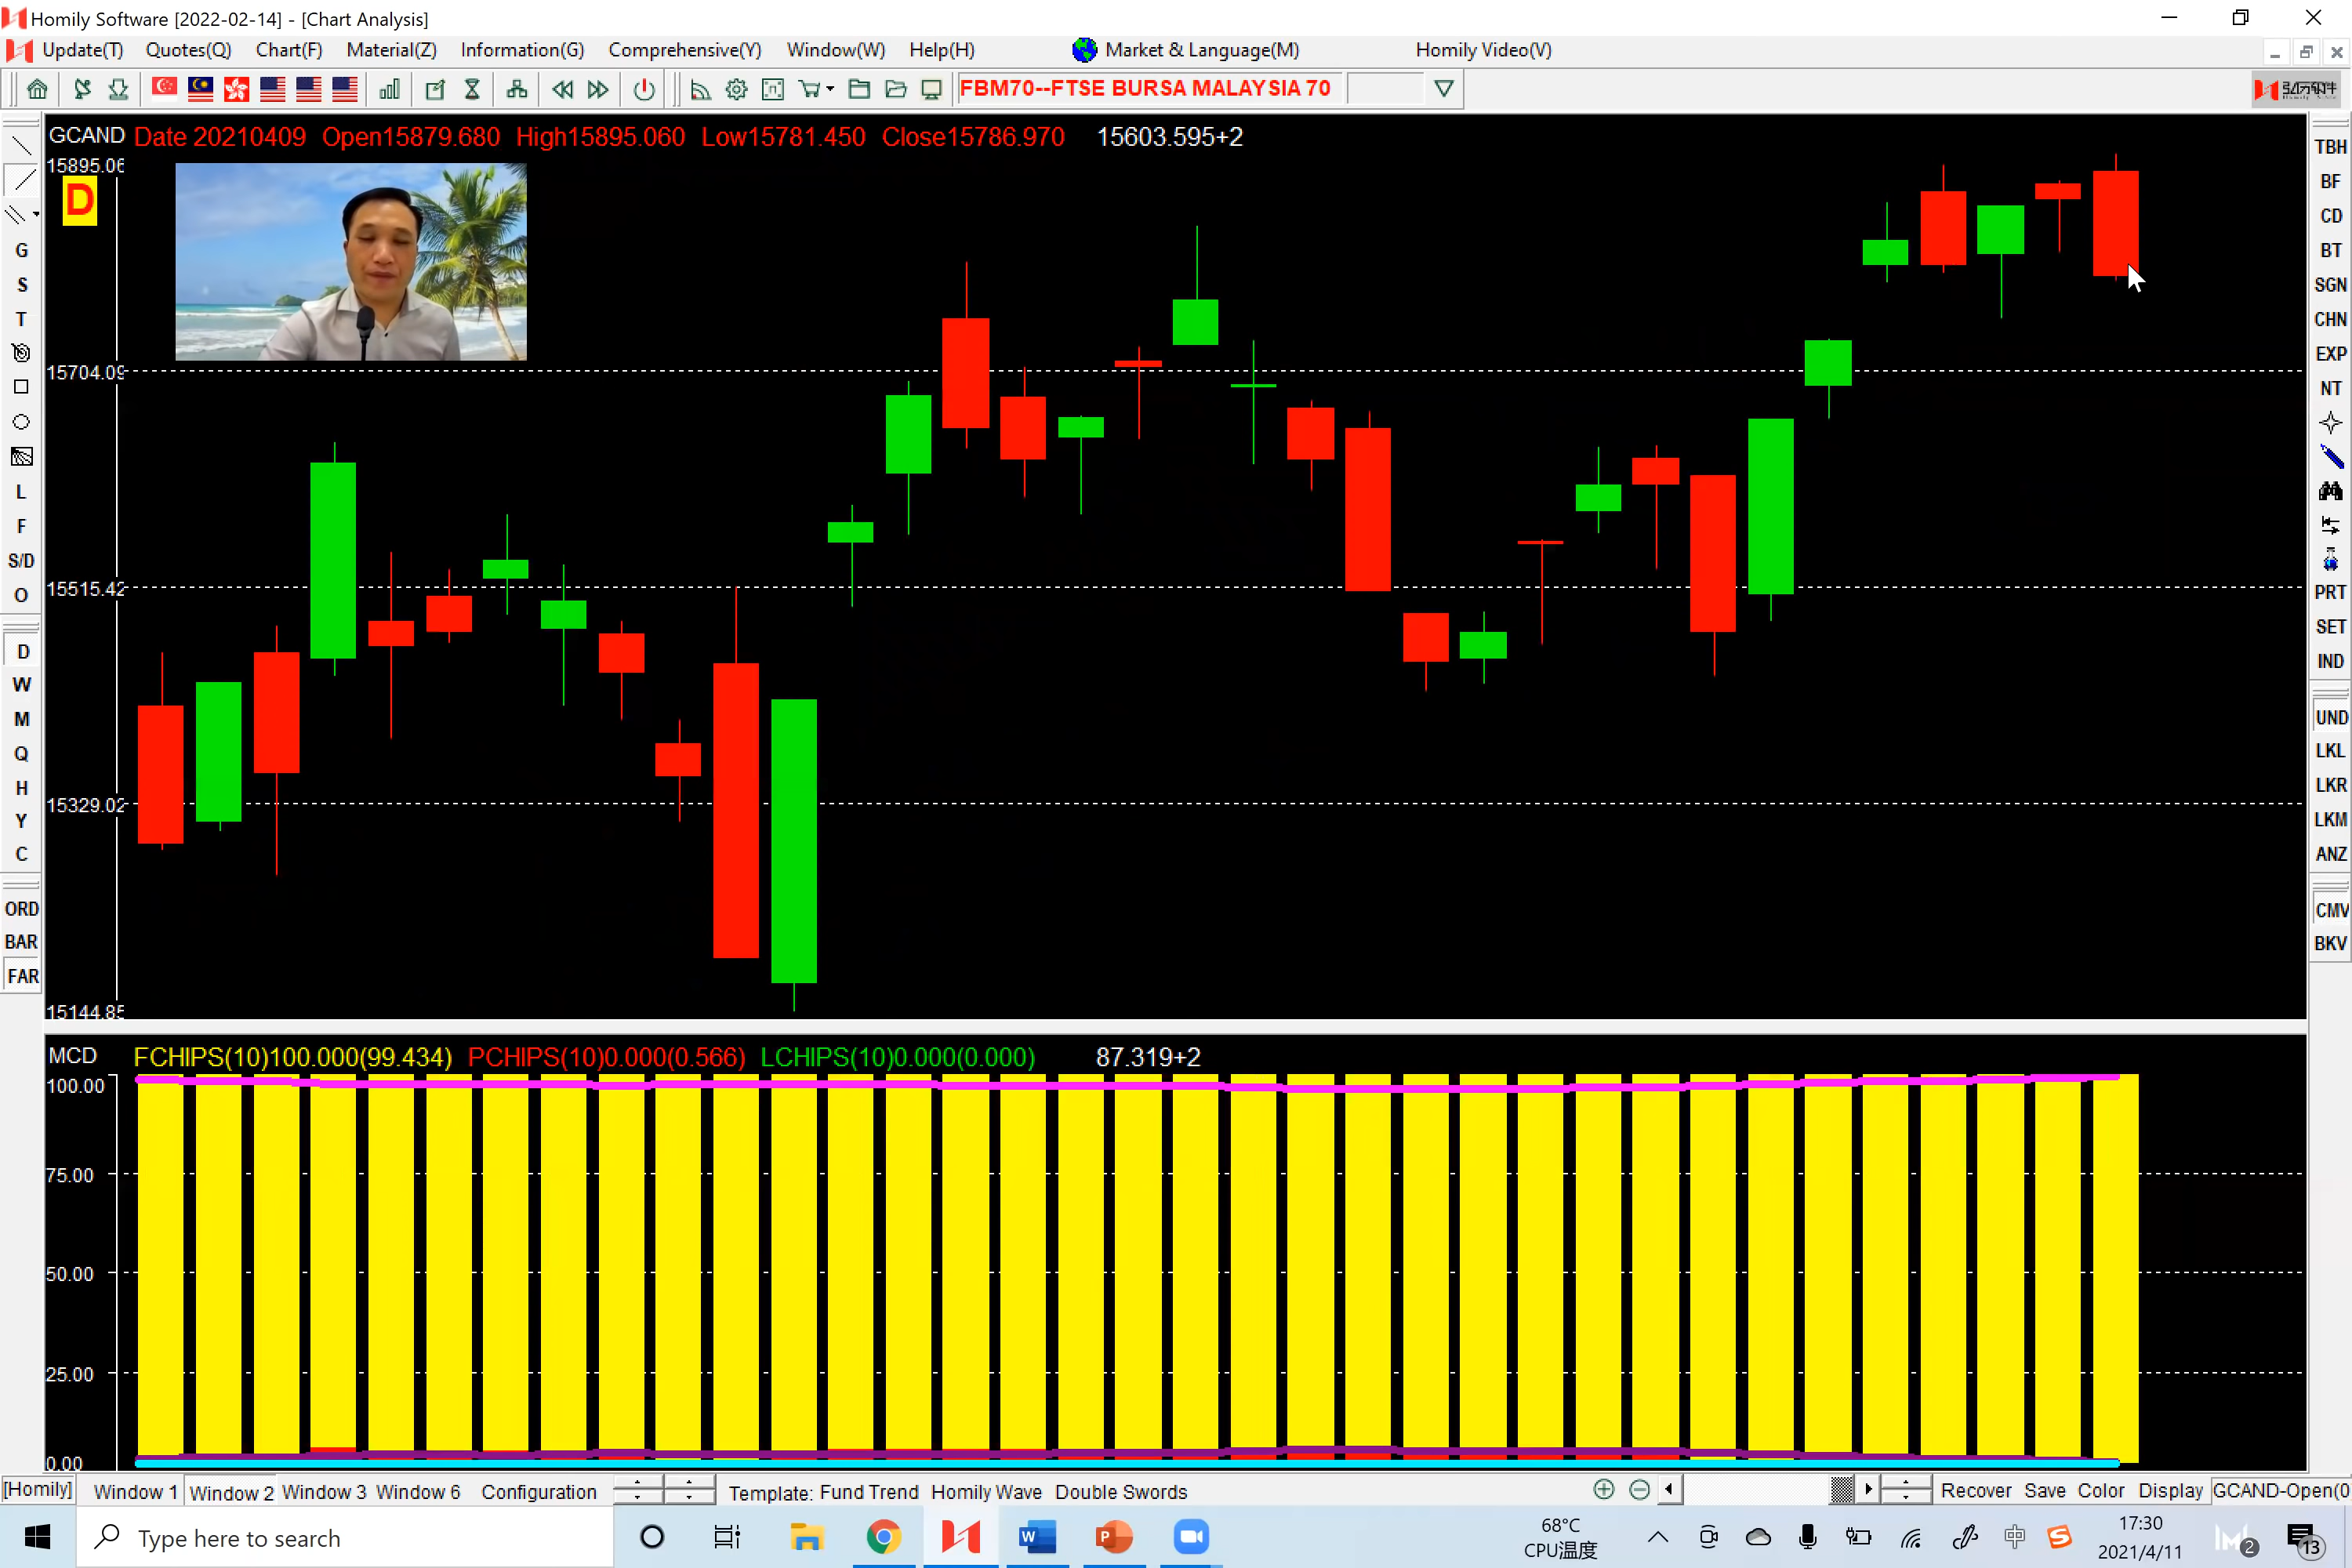 Homily Software [2022-02-14] - [Chart Analysis]
Update(T) Quotes(Q) Chart(F) Material(Z) Information(G) Comprehensive(Y) Window(W) Help(H) Market & Language(M) Homily Video(V)
FBM70--FTSE BURSA MALAYSIA 70
弘历软件
GCAND Date 20210409 Open15879.680 High15895.060 Low15781.450 Close15786.970 15603.595+2
15895.06
D
15704.09
15515.42
15329.02
15144.85
G
S
T
L
F
S/D
O
D
W
M
Q
H
Y
C
ORD
BAR
FAR
TBH
BF
CD
BT
SGN
CHN
EXP
NT
PRT
SET
IND
UND
LKL
LKR
LKM
ANZ
CMV
BKV
MCD FCHIPS(10)100.000(99.434) PCHIPS(10)0.000(0.566) LCHIPS(10)0.000(0.000) 87.319+2
100.00
75.00
50.00
25.00
0.00
[Homily] Window 1 Window 2 Window 3 Window 6 Configuration Template: Fund Trend Homily Wave Double Swords Recover Save Color Display GCAND-Open(0
Type here to search
68°C
CPU温度
中
17:30
2021/4/11
2
13